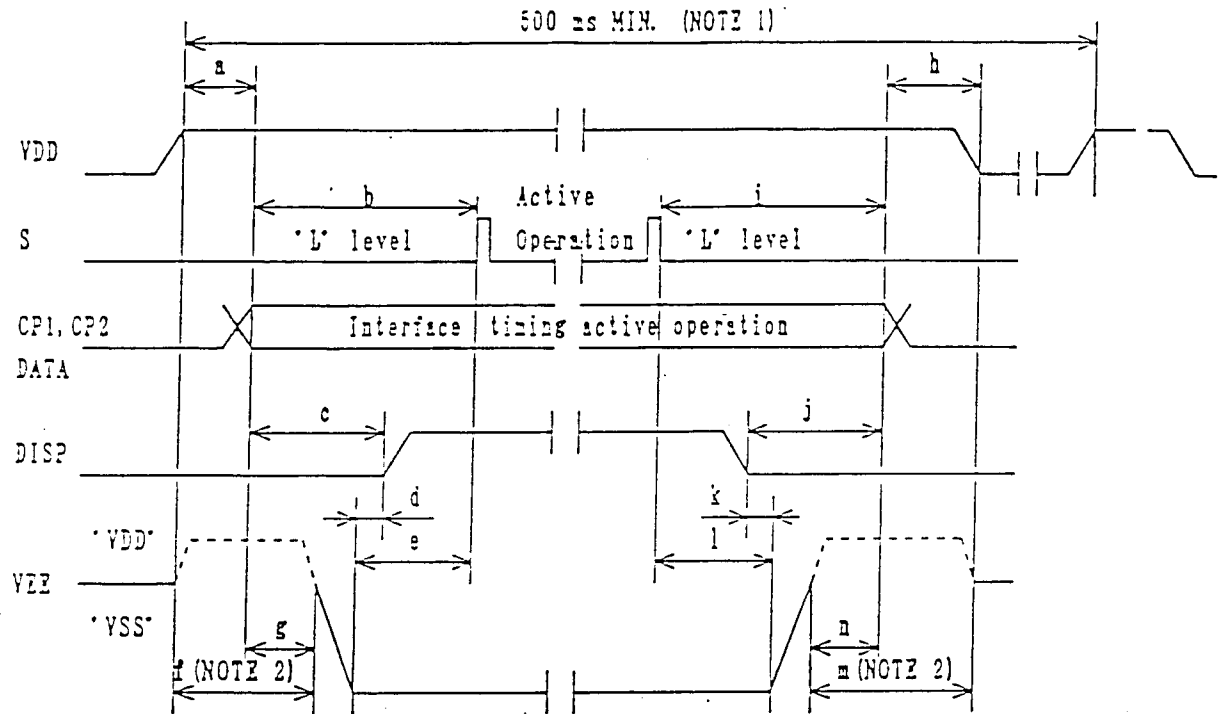 500 ms MIN. (NOTE 1)
a
h
VDD
b
Active
i
S
"L" level
Operation
"L" level
CP1, CP2
Interface timing active operation
DATA
c
j
DISP
d
k
"VDD"
e
l
VEE
"VSS"
g
n
f (NOTE 2)
m (NOTE 2)